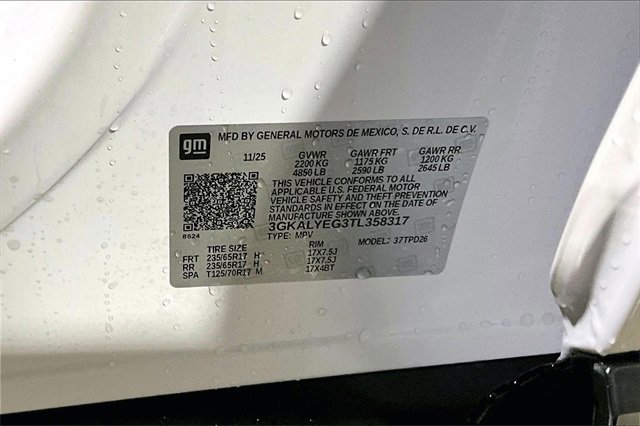 gm
MFD BY GENERAL MOTORS DE MEXICO, S. DE R.L. DE C.V.
11/25 GVWR GAWR FRT GAWR RR
2200 KG 1175 KG 1200 KG
4850 LB 2590 LB 2645 LB
THIS VEHICLE CONFORMS TO ALL
APPLICABLE U.S. FEDERAL MOTOR
VEHICLE SAFETY AND THEFT PREVENTION
STANDARDS IN EFFECT ON THE DATE OF
MANUFACTURE SHOWN ABOVE.
3GKALYEG3TL358317
TYPE: MPV MODEL: 37TPD26
8624
TIRE SIZE RIM
FRT 235/65R17 H 17X7.5J
RR 235/65R17 H 17X7.5J
SPA T125/70R17 M 17X4BT